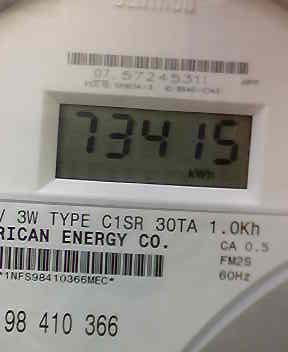 73415
kWh
V 3W TYPE C1SR 30TA 1.0Kh
RICAN ENERGY CO.
CA 0.5
FM2S
60Hz
*1NFS98410366MEC*
98 410 366